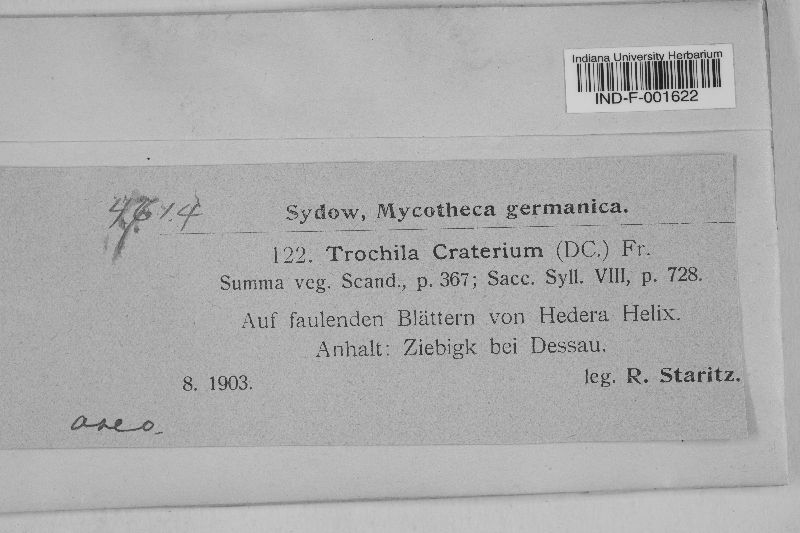 Indiana University Herbarium
IND-F-001622
Sydow, Mycotheca germanica.
122. Trochila Craterium (DC.) Fr.
Summa veg. Scand., p. 367; Sacc. Syll. VIII, p. 728.
Auf faulenden Blättern von Hedera Helix.
Anhalt: Ziebigk bei Dessau.
8. 1903. leg. R. Staritz.